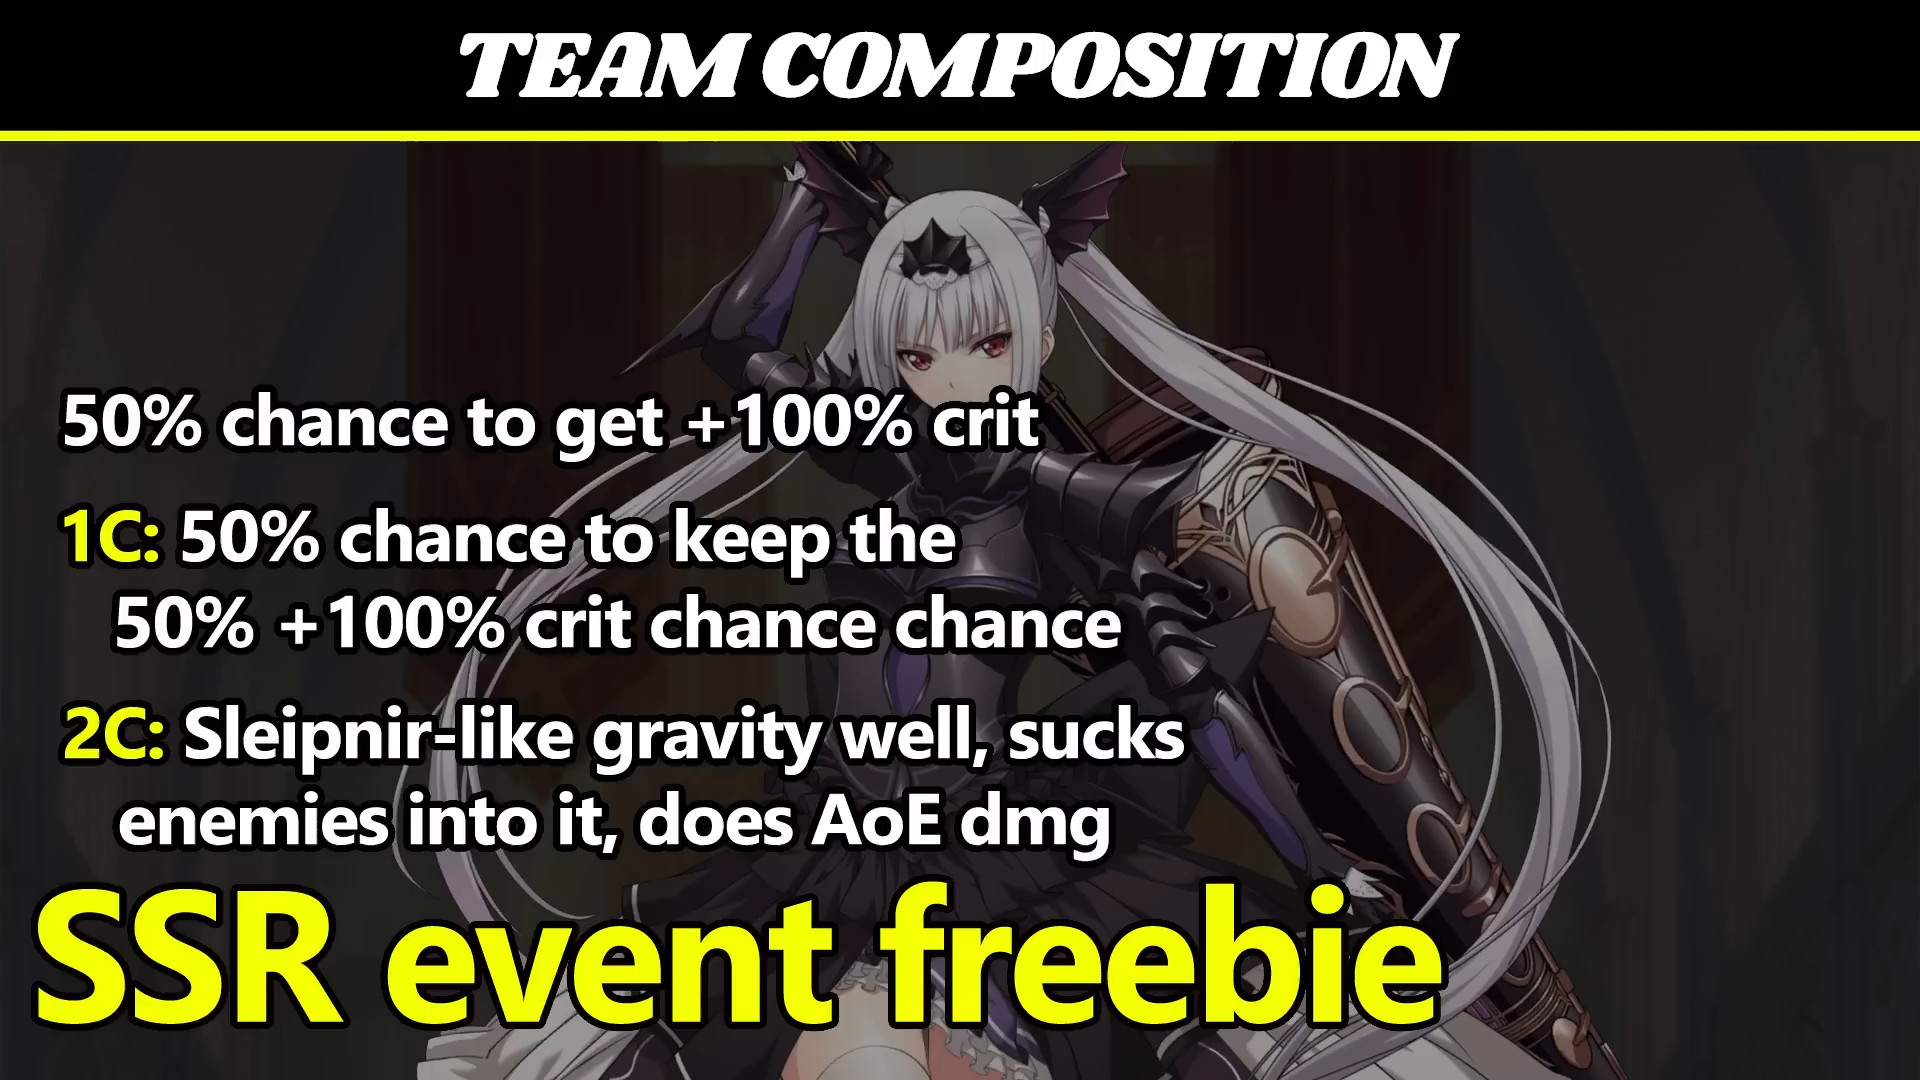 TEAM COMPOSITION
50% chance to get +100% crit
1C: 50% chance to keep the
50% +100% crit chance chance
2C: Sleipnir-like gravity well, sucks
enemies into it, does AoE dmg
SSR event freebie